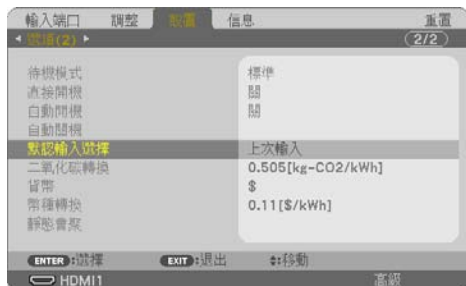 輸入端口 調整 設置 信息 重置
選項(2) 2/2
待機模式 標準
直接開機 關
自動開機 關
自動關機
默認輸入選擇 上次輸入
二氧化碳轉換 0.505[kg-CO2/kWh]
貨幣 $
幣種轉換 0.11[$/kWh]
靜態會聚
ENTER:選擇 EXIT:退出 :移動
HDMI1 高級